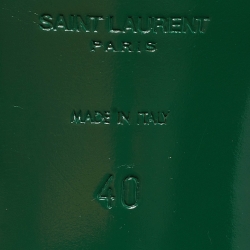 SAINT LAURENT
PARIS
MADE IN ITALY
40